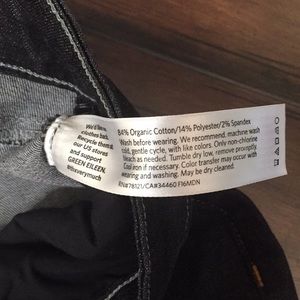 We'd like our
clothes back.
Recycle them at
our US stores
and support
GREEN EILEEN.
84% Organic Cotton/14% Polyester/2% Spandex
Wash before wearing. We recommend: machine wash
cold, gentle cycle, with like colors. Only non-chlorine
bleach as needed. Tumble dry low, remove promptly.
Cool iron if necessary. Color transfer may occur with
wearing and washing. May be dry cleaned.
RN#78121/CA#34460 F16MDN